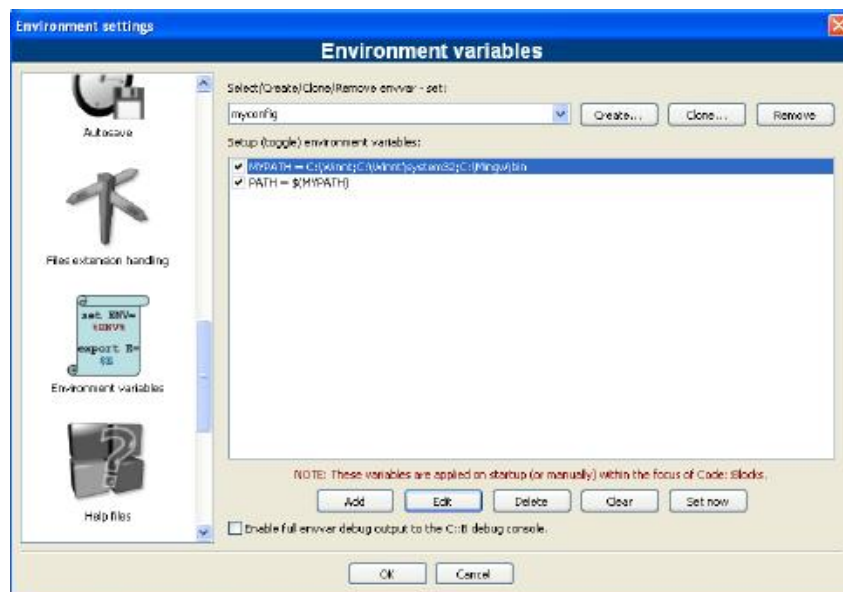 Environment settings
Environment variables
Autosave
Files extension handling
set ENV=
%ENV%
export E=
$E
Environment variables
Help files
Select/Create/Clone/Remove envvar - set:
myconfig
Create...
Clone...
Remove
Setup (toggle) environment variables:
MYPATH = C:\Winnt;C:\Winnt\system32;C:\Mingw\bin
PATH = $(MYPATH)
NOTE: These variables are applied on startup (or manually) within the focus of Code::Blocks.
Add
Edit
Delete
Clear
Set now
Enable full envvar debug output to the C::B debug console.
OK
Cancel